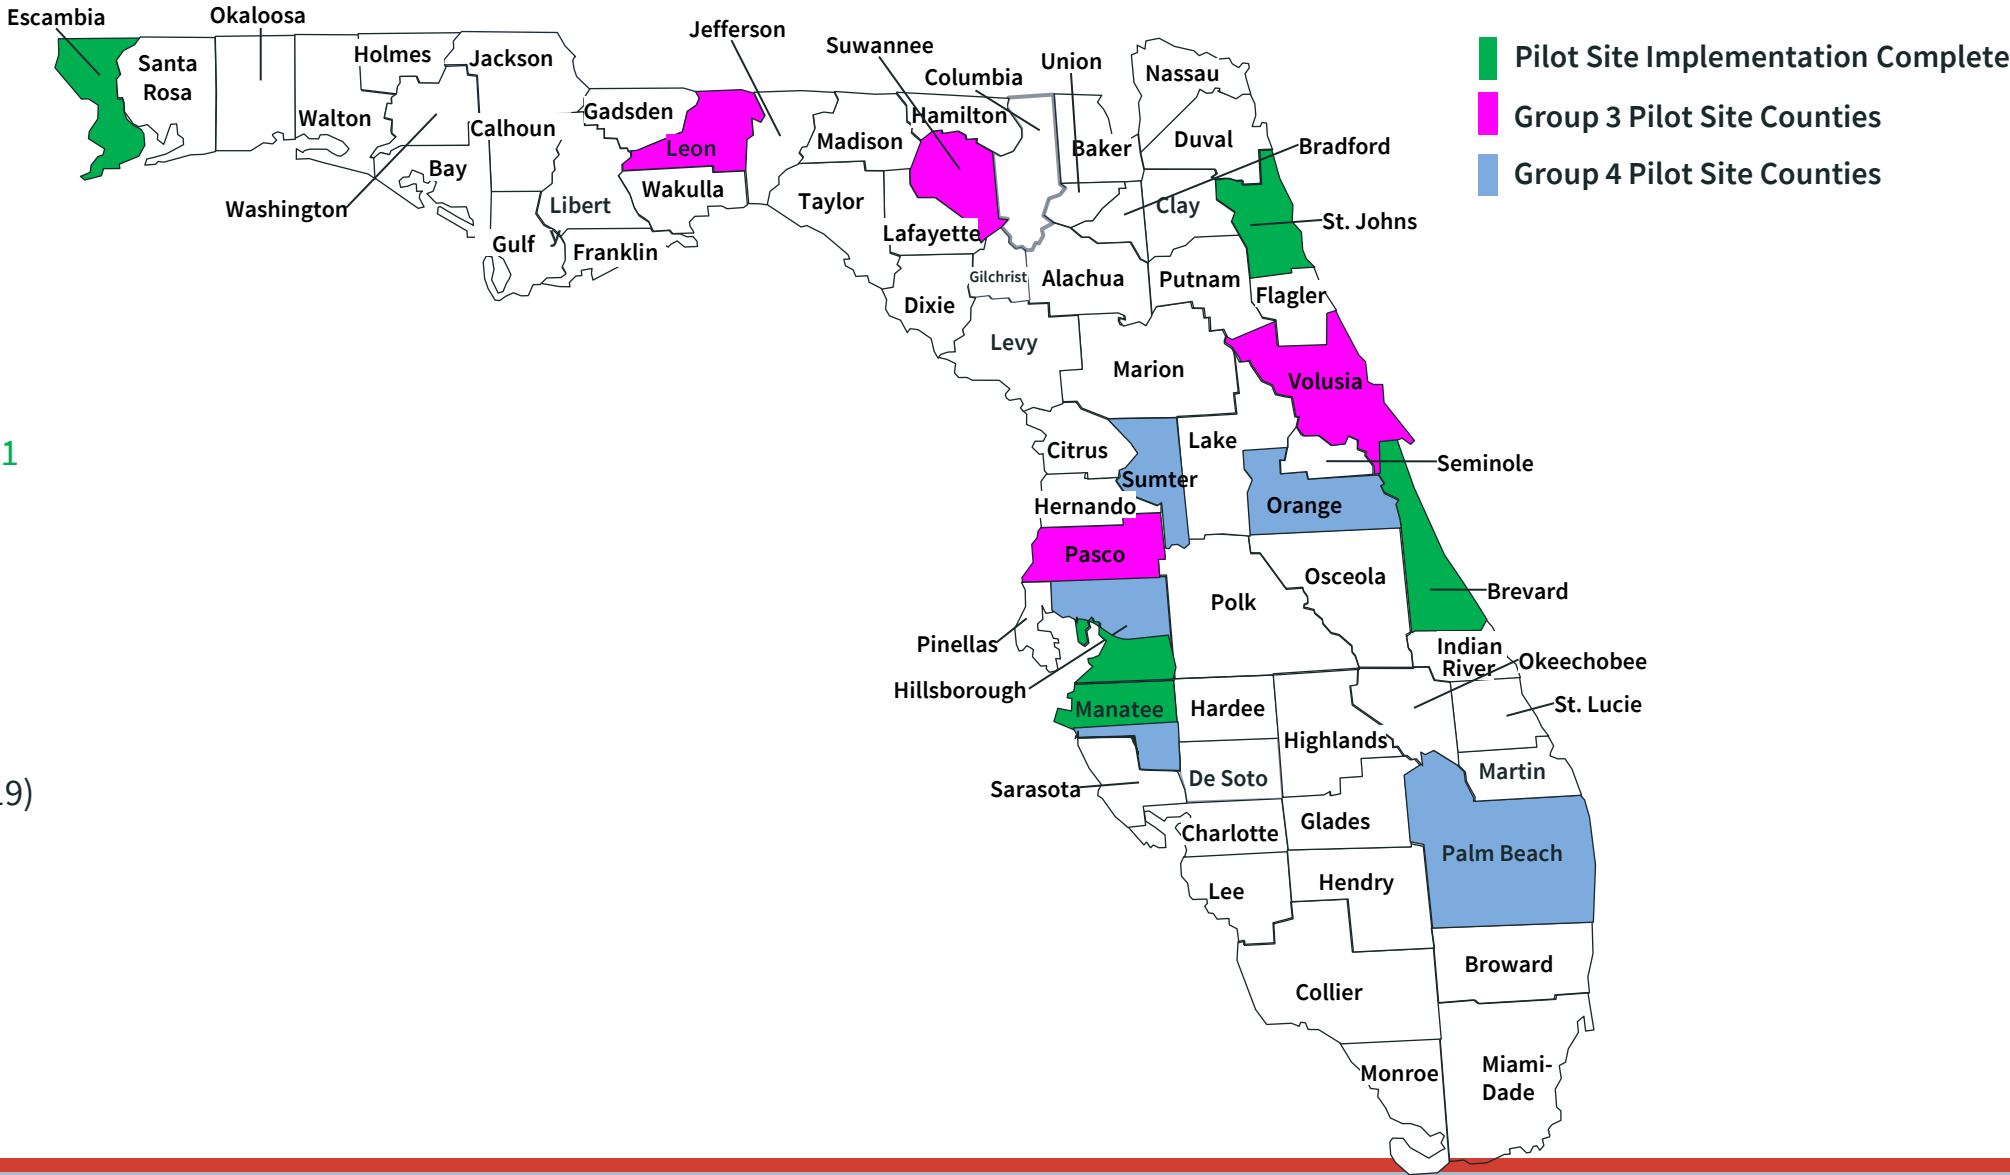 Escambia
Okaloosa
Santa
Rosa
Walton
Holmes
Jackson
Washington
Calhoun
Bay
Gulf
Libert
y
Franklin
Gadsden
Leon
Wakulla
Jefferson
Madison
Taylor
Suwannee
Hamilton
Columbia
Lafayette
Dixie
Gilchrist
Union
Baker
Nassau
Duval
Bradford
Clay
St. Johns
Alachua
Putnam
Flagler
Levy
Marion
Volusia
Citrus
Sumter
Lake
Seminole
Orange
Hernando
Pasco
Brevard
Osceola
Polk
Pinellas
Hillsborough
Indian
River
Okeechobee
St. Lucie
Manatee
Hardee
Highlands
Sarasota
De Soto
Martin
Charlotte
Glades
Palm Beach
Lee
Hendry
Broward
Collier
Monroe
Miami-
Dade
Pilot Site Implementation Complete
Group 3 Pilot Site Counties
Group 4 Pilot Site Counties
1
19)